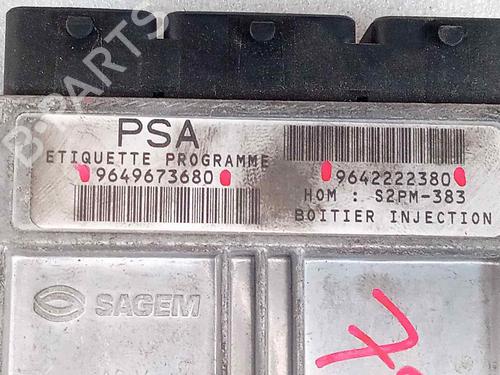 B-PARTS
PSA
ETIQUETTE PROGRAMME
9649673680
9642222380
HOM : S2PM-383
BOITIER INJECTION
SAGEM